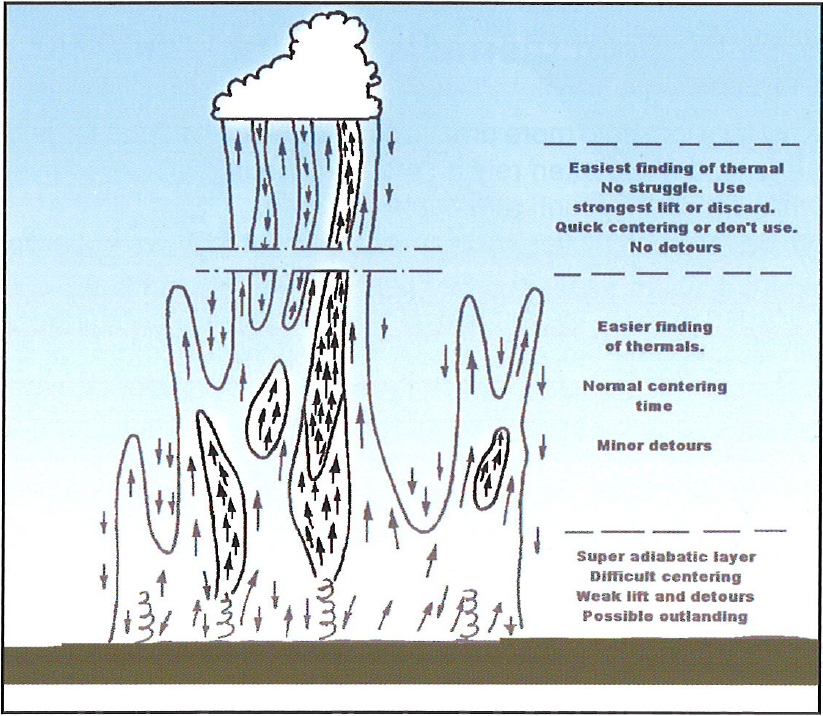 Easiest finding of thermal
No struggle. Use
strongest lift or discard.
Quick centering or don't use.
No detours
Easier finding
of thermals.
Normal centering
time
Minor detours
Super adiabatic layer
Difficult centering
Weak lift and detours
Possible outlanding